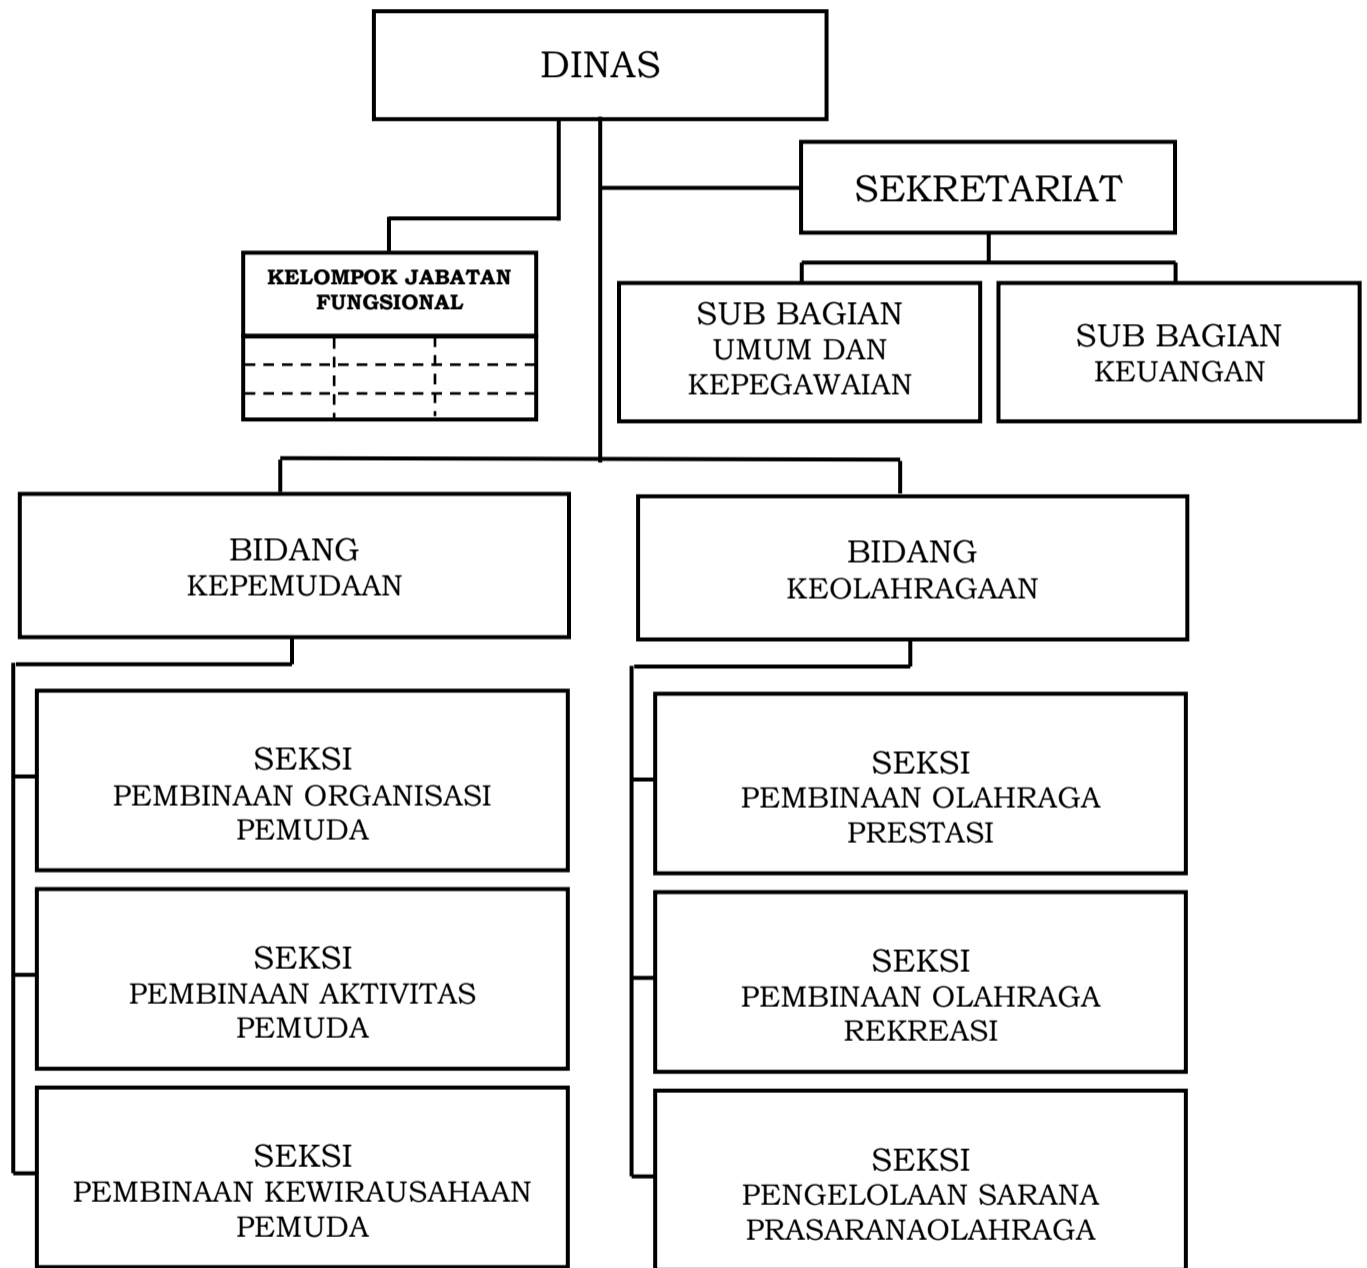 DINAS
SEKRETARIAT
KELOMPOK JABATAN
FUNGSIONAL
SUB BAGIAN
UMUM DAN
KEPEGAWAIAN
SUB BAGIAN
KEUANGAN
BIDANG
KEPEMUDAAN
BIDANG
KEOLAHRAGAAN
SEKSI
PEMBINAAN ORGANISASI
PEMUDA
SEKSI
PEMBINAAN OLAHRAGA
PRESTASI
SEKSI
PEMBINAAN AKTIVITAS
PEMUDA
SEKSI
PEMBINAAN OLAHRAGA
REKREASI
SEKSI
PEMBINAAN KEWIRAUSAHAAN
PEMUDA
SEKSI
PENGELOLAAN SARANA
PRASARANAOLAHRAGA